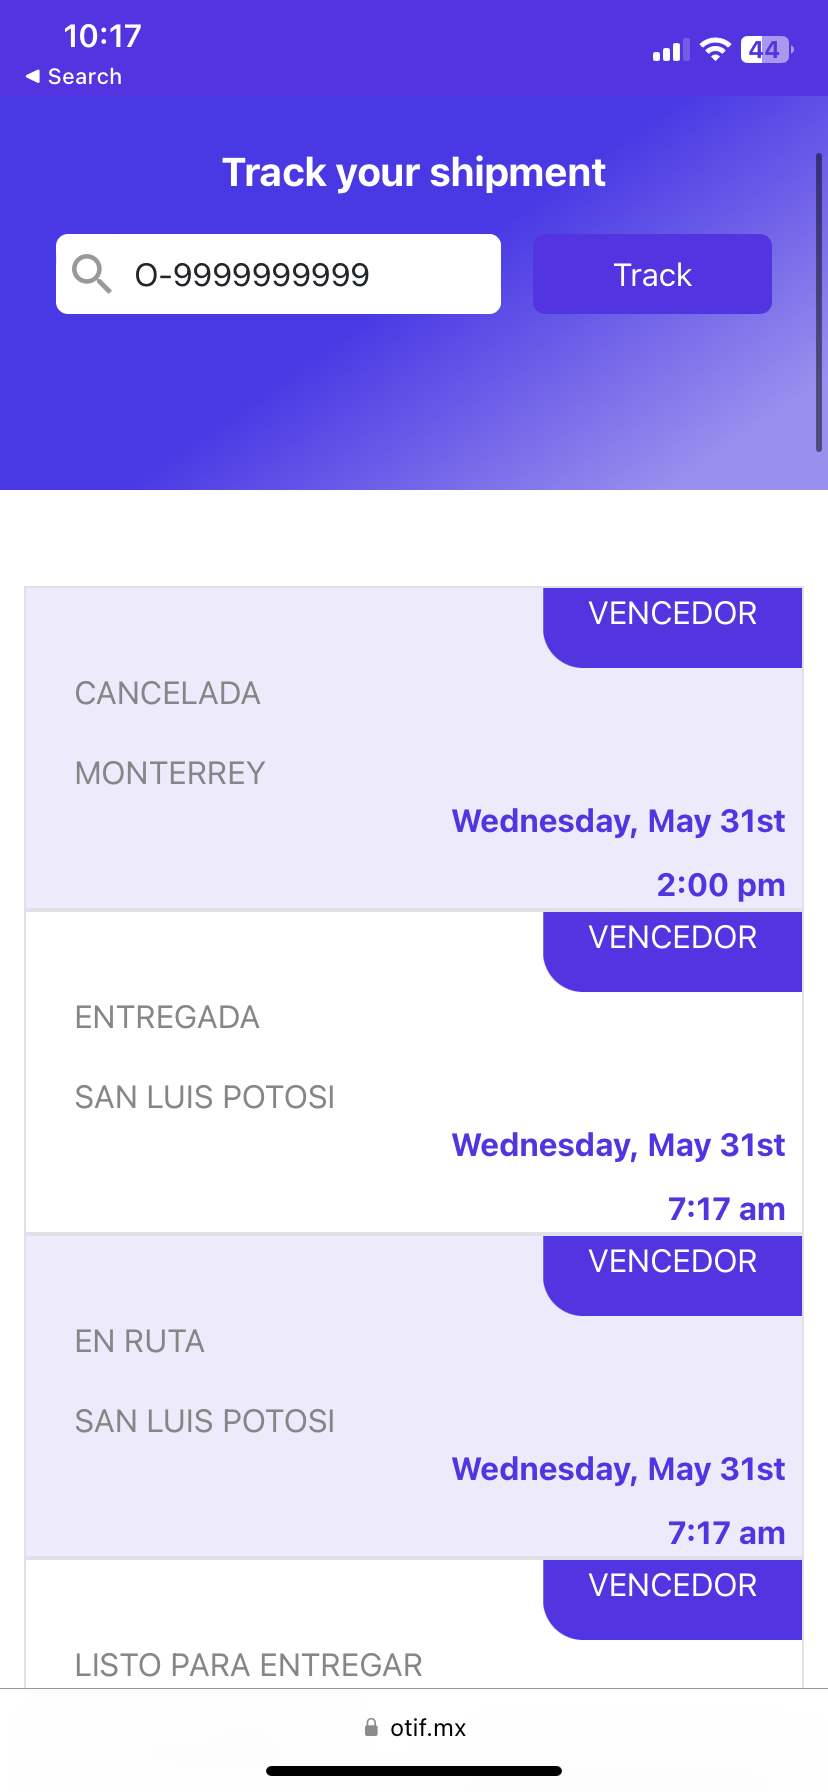 10:17
◀ Search
44
Track your shipment
O-9999999999
Track
VENCEDOR
CANCELADA
MONTERREY
Wednesday, May 31st
2:00 pm
VENCEDOR
ENTREGADA
SAN LUIS POTOSI
Wednesday, May 31st
7:17 am
VENCEDOR
EN RUTA
SAN LUIS POTOSI
Wednesday, May 31st
7:17 am
VENCEDOR
LISTO PARA ENTREGAR
otif.mx